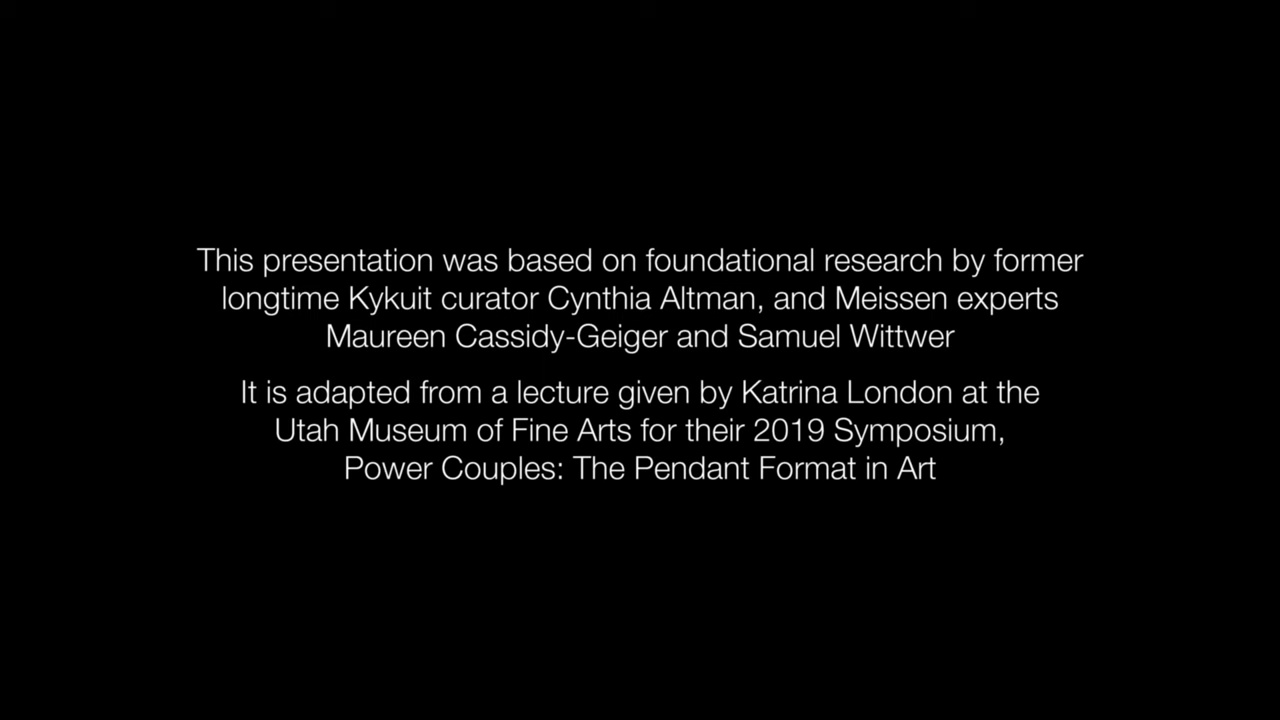 This presentation was based on foundational research by former
longtime Kykuit curator Cynthia Altman, and Meissen experts
Maureen Cassidy-Geiger and Samuel Wittwer
It is adapted from a lecture given by Katrina London at the
Utah Museum of Fine Arts for their 2019 Symposium,
Power Couples: The Pendant Format in Art